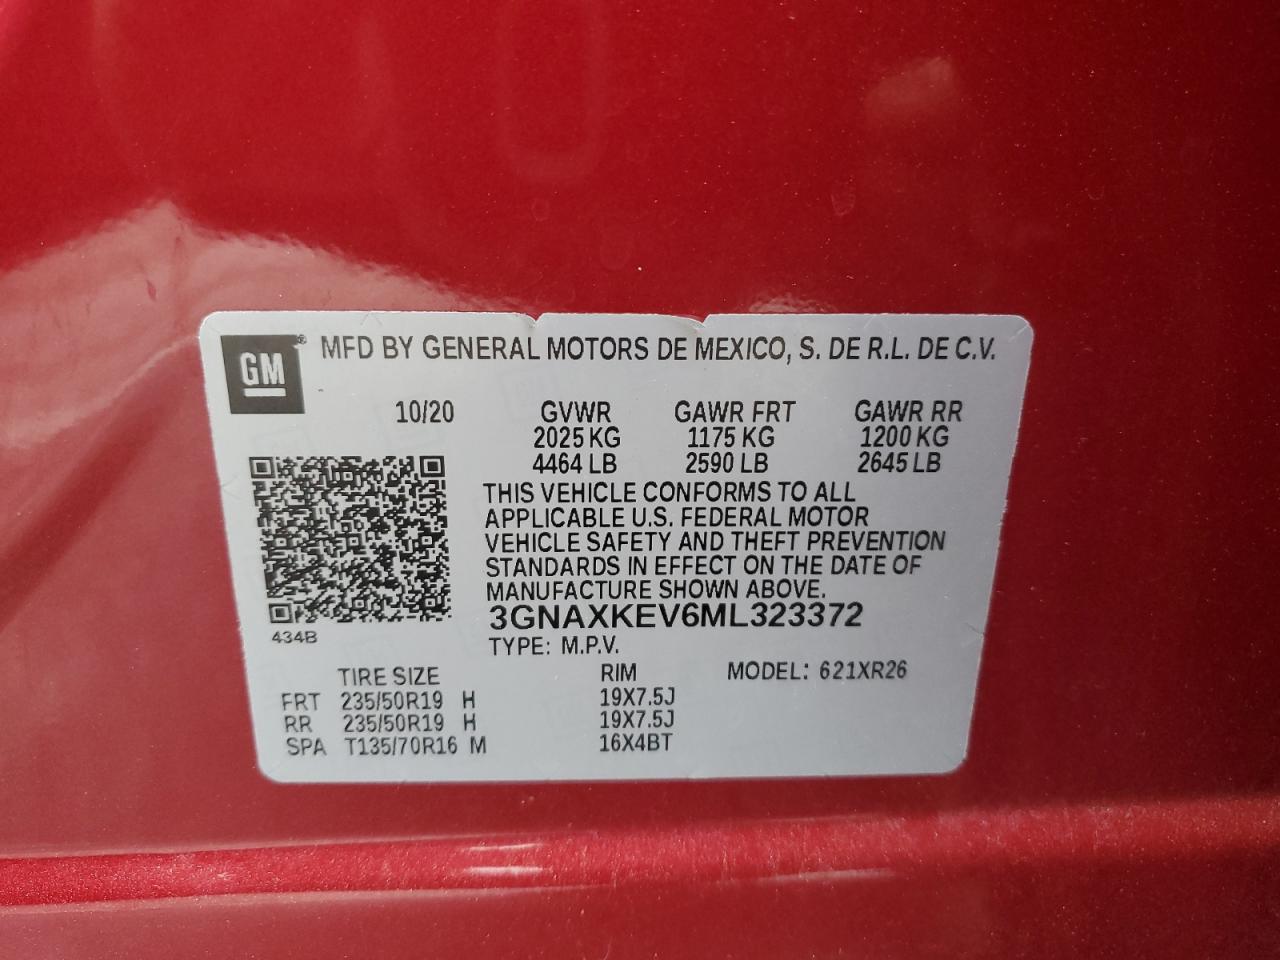 GM® MFD BY GENERAL MOTORS DE MEXICO, S. DE R.L. DE C.V.
10/20 GVWR GAWR FRT GAWR RR
2025 KG 1175 KG 1200 KG
4464 LB 2590 LB 2645 LB
THIS VEHICLE CONFORMS TO ALL
APPLICABLE U.S. FEDERAL MOTOR
VEHICLE SAFETY AND THEFT PREVENTION
STANDARDS IN EFFECT ON THE DATE OF
MANUFACTURE SHOWN ABOVE.
3GNAXKEV6ML323372
434B
TYPE: M.P.V.
TIRE SIZE RIM MODEL: 621XR26
FRT 235/50R19 H 19X7.5J
RR 235/50R19 H 19X7.5J
SPA T135/70R16 M 16X4BT